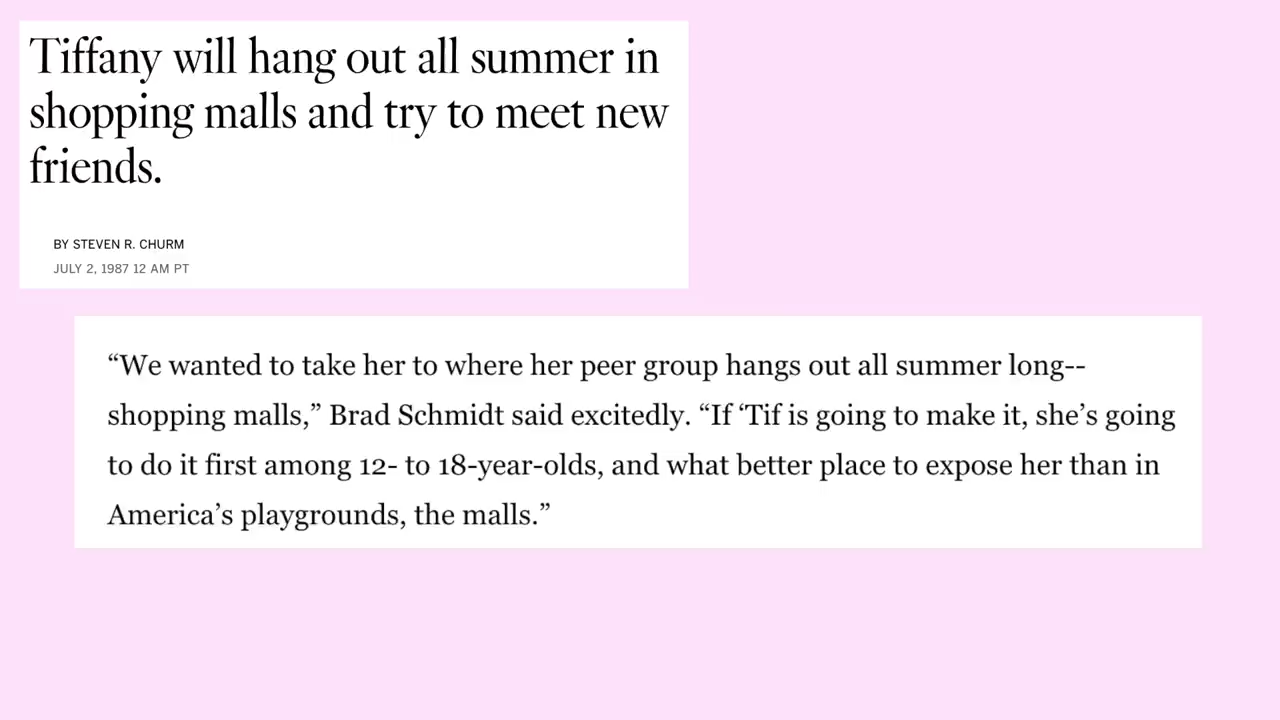 Tiffany will hang out all summer in
shopping malls and try to meet new
friends.
BY STEVEN R. CHURM
JULY 2, 1987 12 AM PT
“We wanted to take her to where her peer group hangs out all summer long--
shopping malls,” Brad Schmidt said excitedly. “If ‘Tif is going to make it, she’s going
to do it first among 12- to 18-year-olds, and what better place to expose her than in
America’s playgrounds, the malls.”